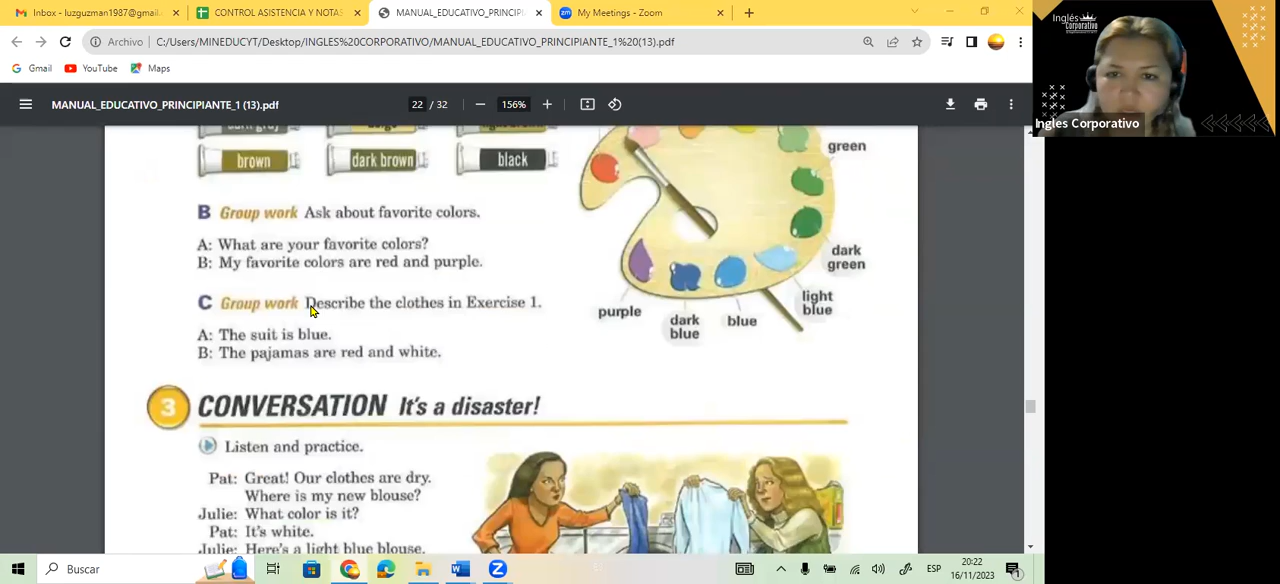 Inbox - luzguzman1987@gmail.
CONTROL ASISTENCIA Y NOTAS
MANUAL_EDUCATIVO_PRINCIPI
My Meetings - Zoom
Archivo
C:/Users/MINEDUCYT/Desktop/INGLES%20CORPORATIVO/MANUAL_EDUCATIVO_PRINCIPIANTE_1%20(13).pdf
Gmail
YouTube
Maps
MANUAL_EDUCATIVO_PRINCIPIANTE_1 (13).pdf
22 / 32
156%
Inglés
Corporativo
Ingles Corporativo
brown
dark brown
black
green
dark
green
light
blue
blue
dark
blue
purple
B Group work Ask about favorite colors.
A: What are your favorite colors?
B: My favorite colors are red and purple.
C Group work Describe the clothes in Exercise 1.
A: The suit is blue.
B: The pajamas are red and white.
3 CONVERSATION It's a disaster!
Listen and practice.
Pat: Great! Our clothes are dry.
Where is my new blouse?
Julie: What color is it?
Pat: It's white.
Julie: Here's a light blue blouse.
Buscar
ESP
20:22
16/11/2023
1